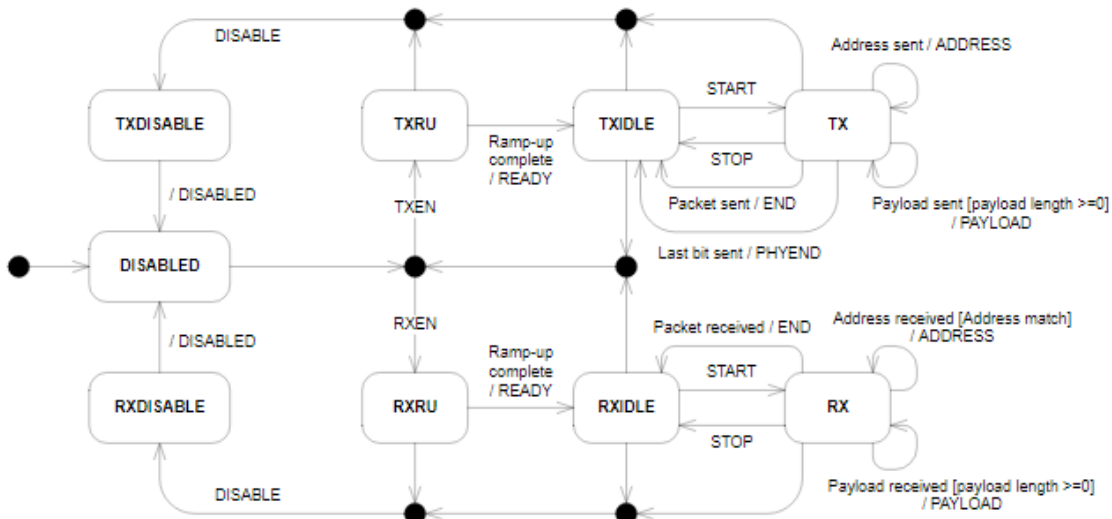 DISABLE
Address sent / ADDRESS
START
TXDISABLE
TXRU
TXIDLE
TX
Ramp-up
complete
/ READY
STOP
/ DISABLED
TXEN
Packet sent / END
Payload sent [payload length >=0]
/ PAYLOAD
Last bit sent / PHYEND
DISABLED
RXEN
Packet received / END
Address received [Address match]
/ ADDRESS
/ DISABLED
Ramp-up
complete
/ READY
START
RXDISABLE
RXRU
RXIDLE
RX
STOP
DISABLE
Payload received [payload length >=0]
/ PAYLOAD